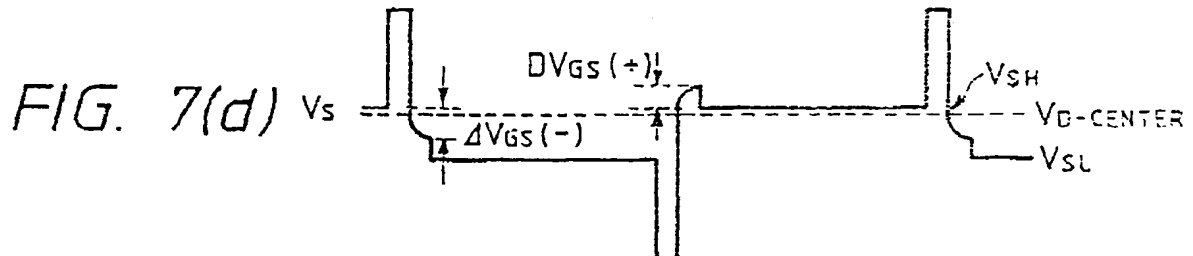 DVGS(+)
VSH
FIG. 7(d) VS
VD-CENTER
ΔVGS(-)
VSL